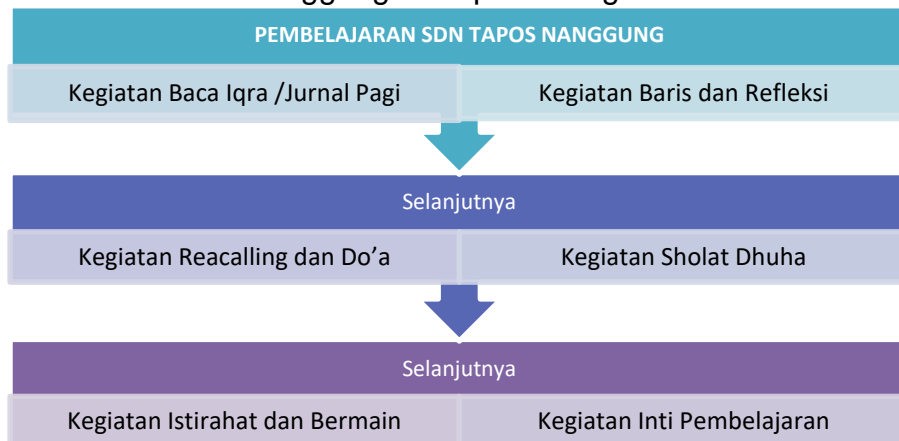 PEMBELAJARAN SDN TAPOS NANGGUNG
Kegiatan Baca Iqra /Jurnal Pagi
Kegiatan Baris dan Refleksi
Selanjutnya
Kegiatan Reacalling dan Do’a
Kegiatan Sholat Dhuha
Selanjutnya
Kegiatan Istirahat dan Bermain
Kegiatan Inti Pembelajaran